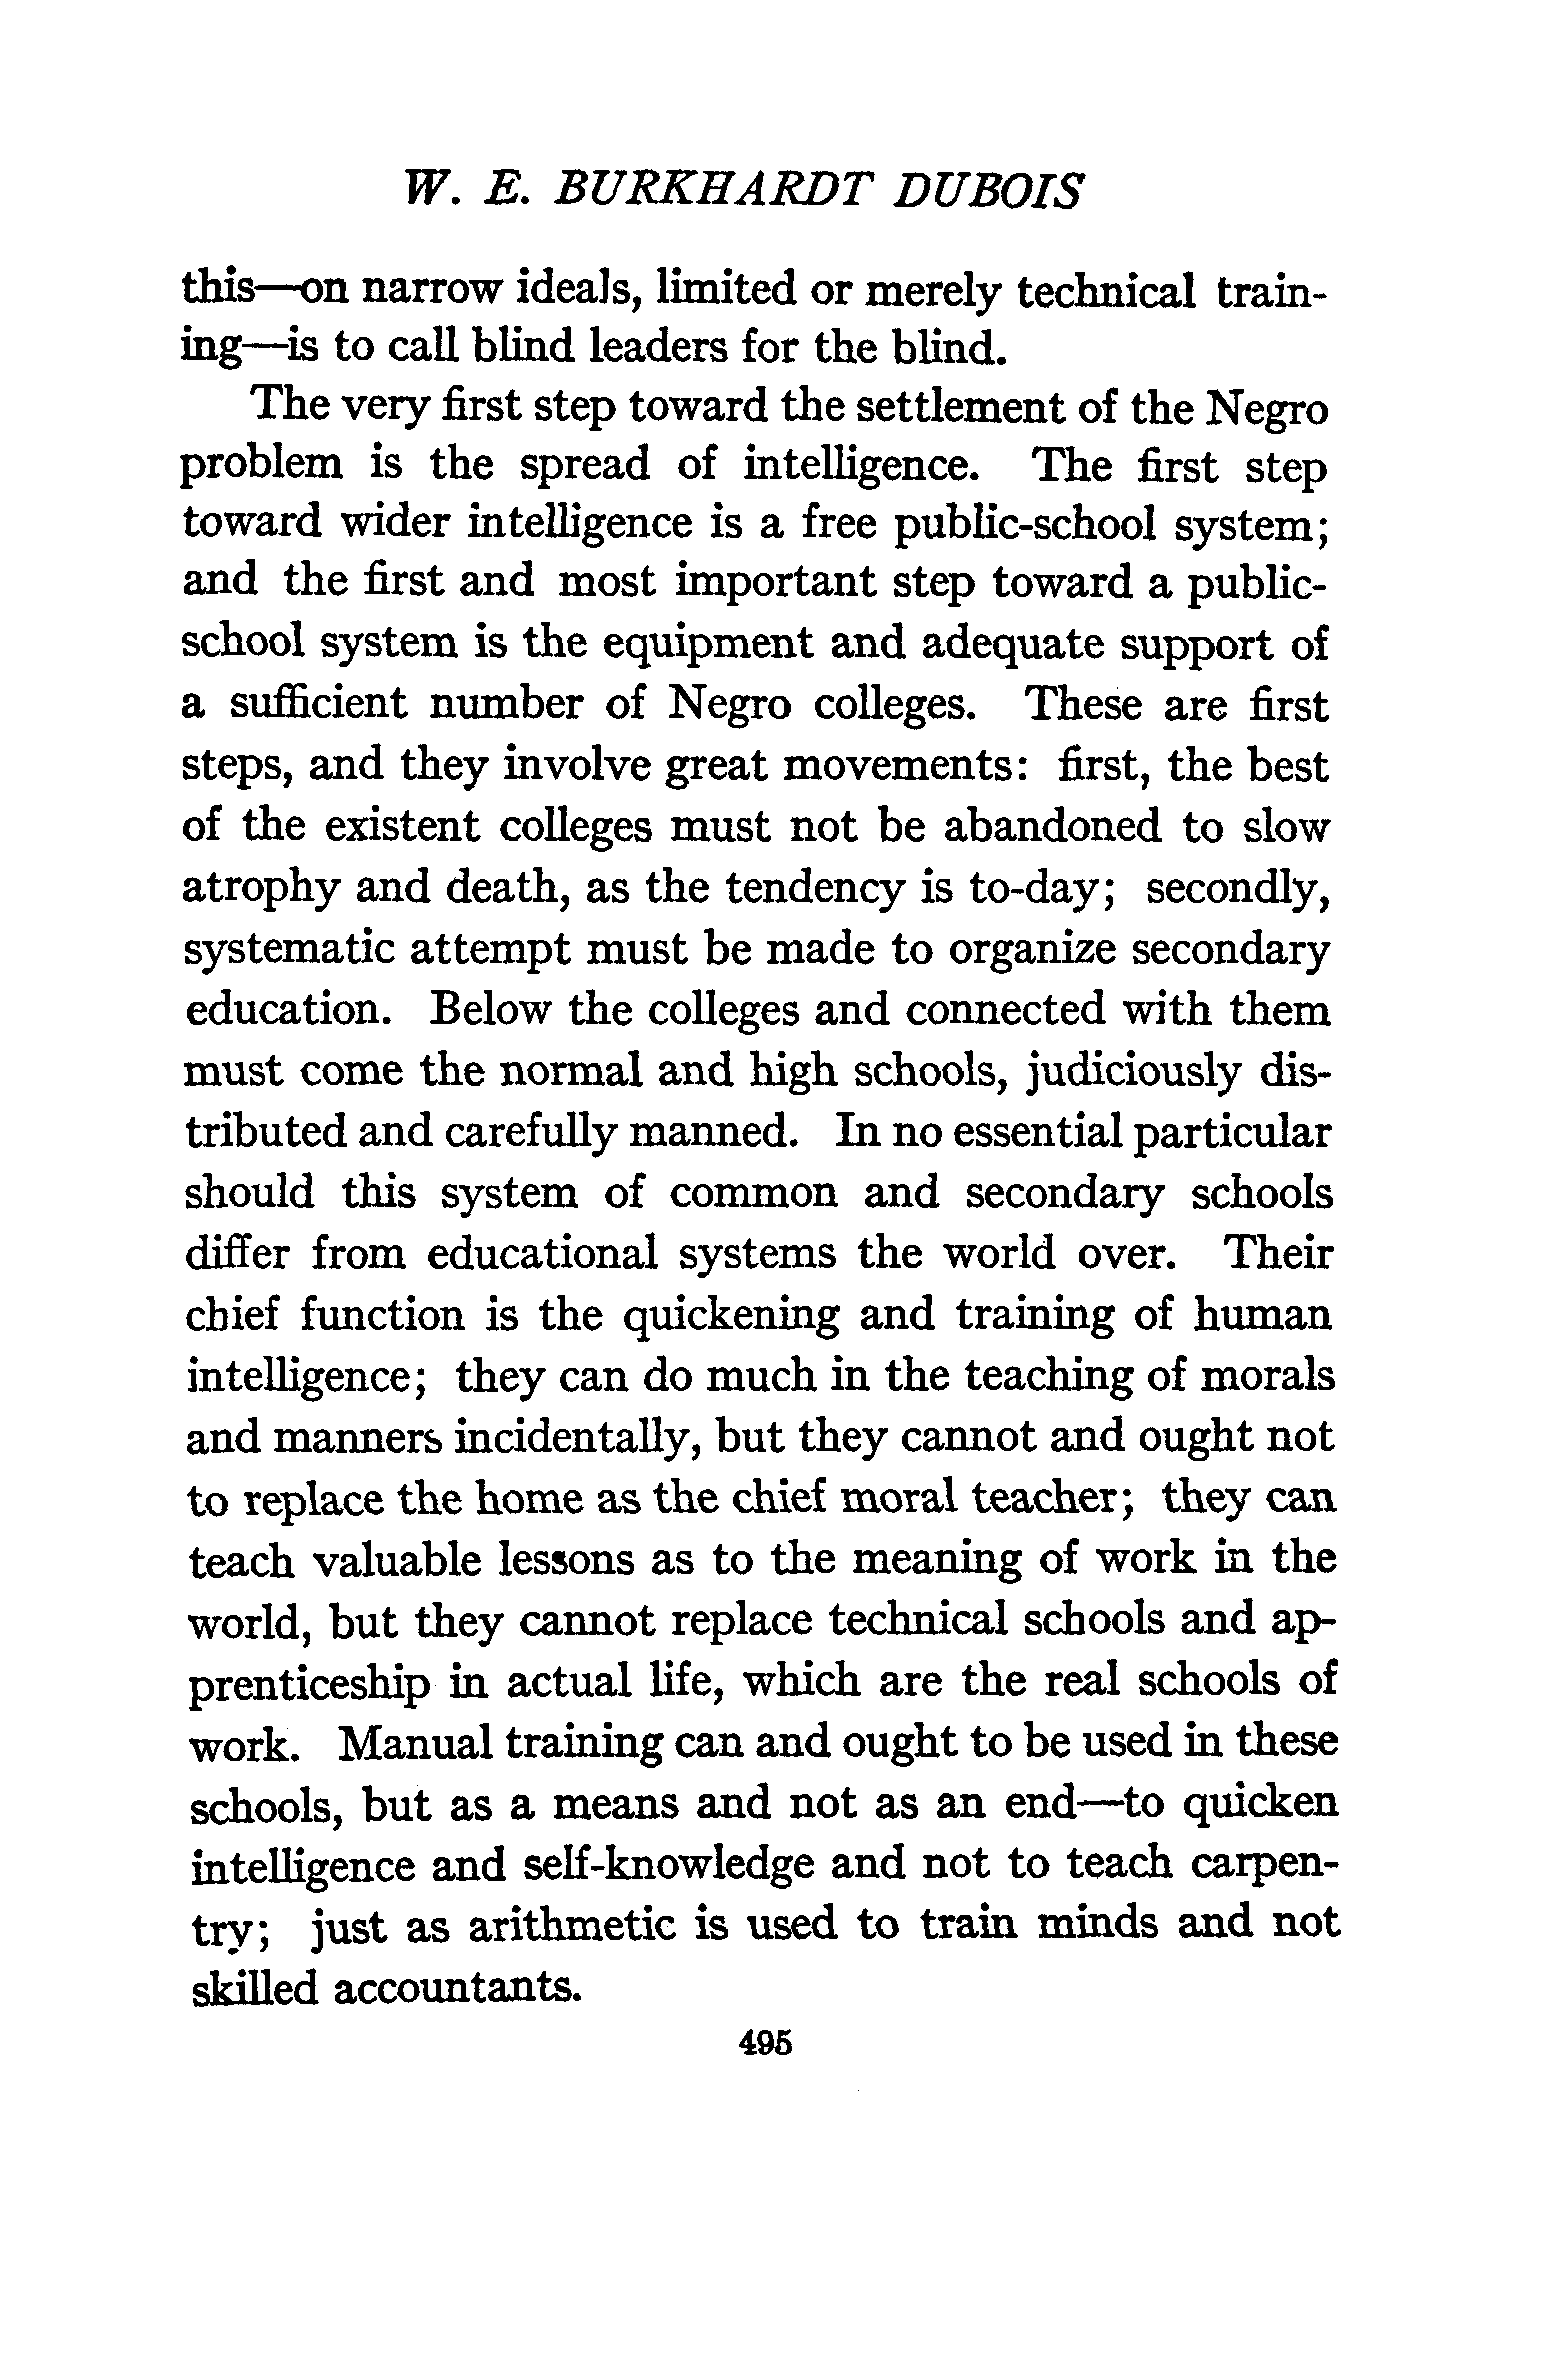 W. E. BURKHARDT DUBOIS
this—on narrow ideals, limited or merely technical train-
ing—is to call blind leaders for the blind.
The very first step toward the settlement of the Negro
problem is the spread of intelligence. The first step
toward wider intelligence is a free public-school system;
and the first and most important step toward a public-
school system is the equipment and adequate support of
a sufficient number of Negro colleges. These are first
steps, and they involve great movements: first, the best
of the existent colleges must not be abandoned to slow
atrophy and death, as the tendency is to-day; secondly,
systematic attempt must be made to organize secondary
education. Below the colleges and connected with them
must come the normal and high schools, judiciously dis-
tributed and carefully manned. In no essential particular
should this system of common and secondary schools
differ from educational systems the world over. Their
chief function is the quickening and training of human
intelligence; they can do much in the teaching of morals
and manners incidentally, but they cannot and ought not
to replace the home as the chief moral teacher; they can
teach valuable lessons as to the meaning of work in the
world, but they cannot replace technical schools and ap-
prenticeship in actual life, which are the real schools of
work. Manual training can and ought to be used in these
schools, but as a means and not as an end—to quicken
intelligence and self-knowledge and not to teach carpen-
try; just as arithmetic is used to train minds and not
skilled accountants.
495